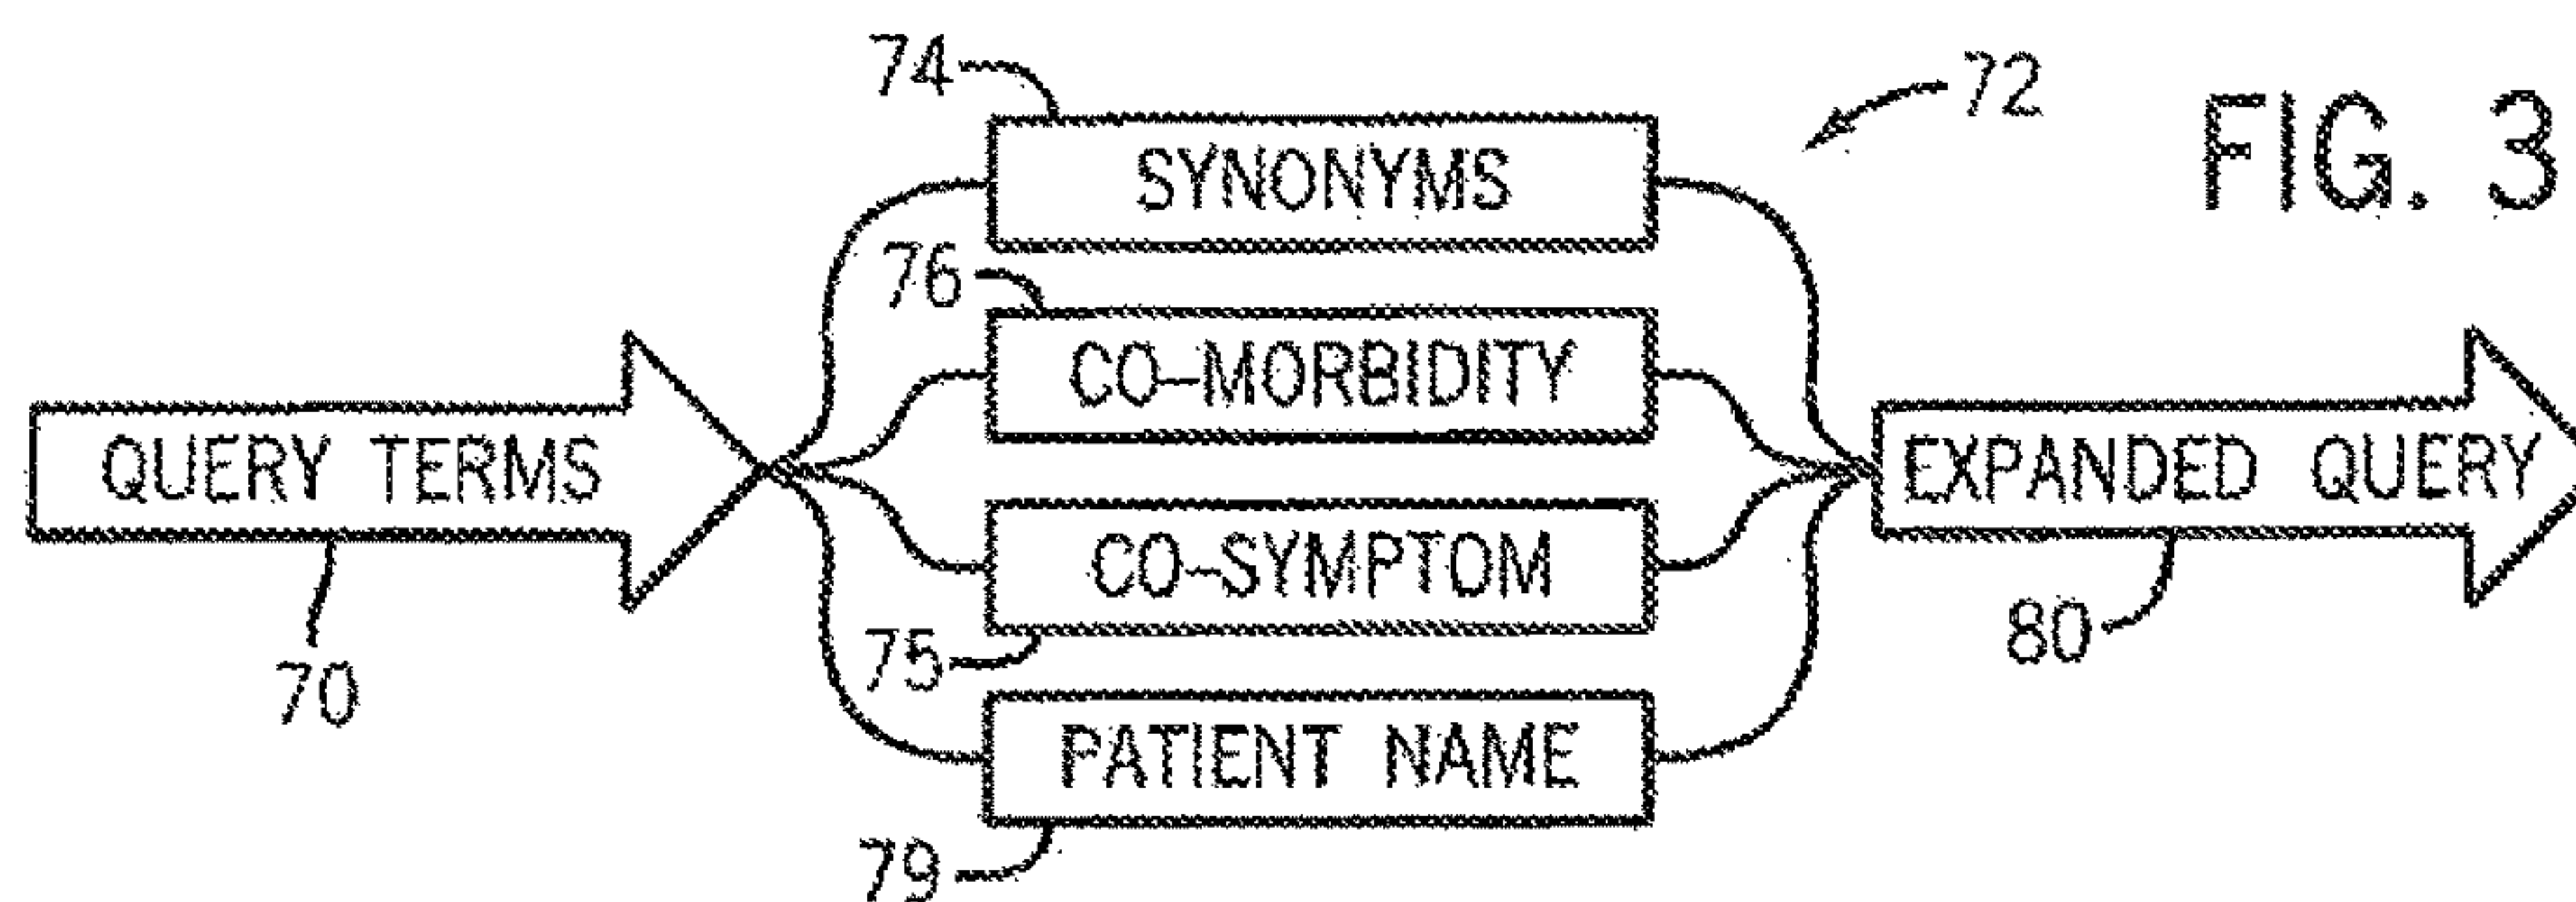 74
72
FIG. 3
SYNONYMS
76
CO-MORBIDITY
QUERY TERMS
EXPANDED QUERY
CO-SYMPTOM
75
80
70
PATIENT NAME
79